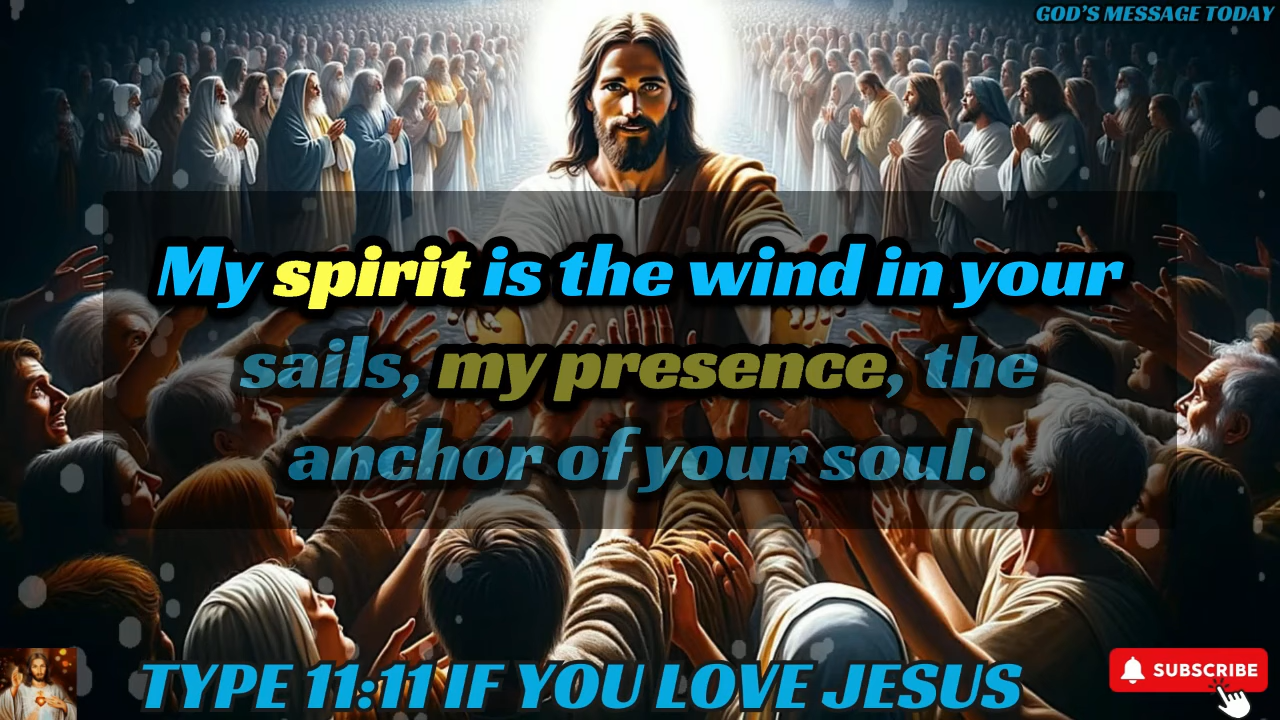 GOD'S MESSAGE TODAY
My spirit is the wind in your
sails, my presence, the
anchor of your soul.
TYPE 11:11 IF YOU LOVE JESUS
SUBSCRIBE